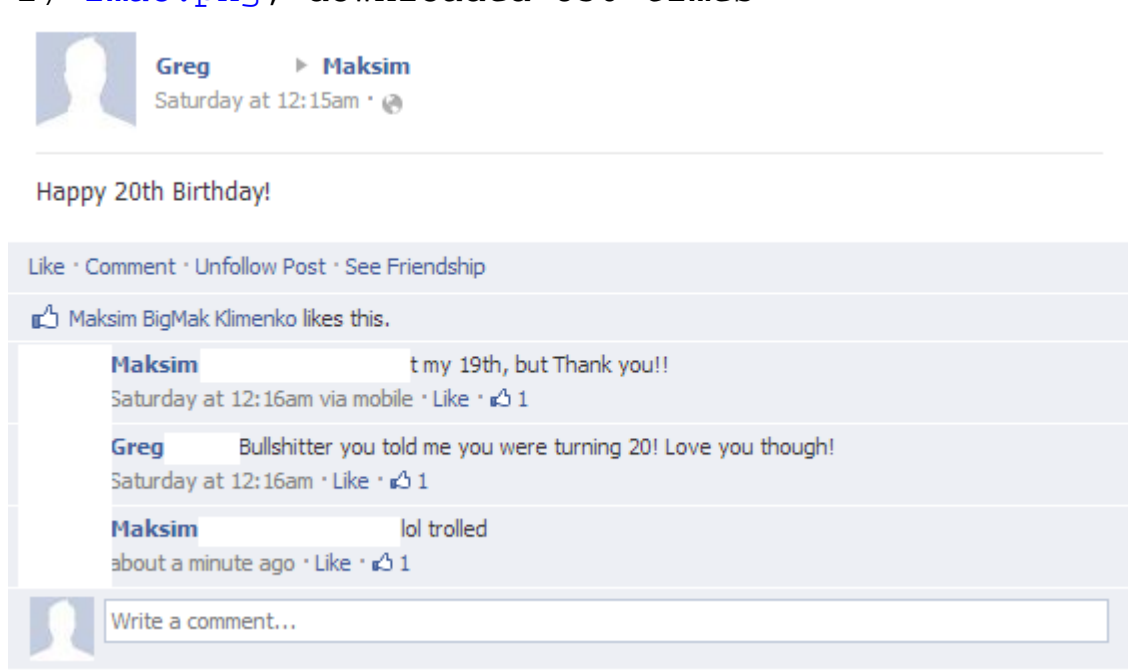 Greg Maksim
Saturday at 12:15am ·
Happy 20th Birthday!
Like · Comment · Unfollow Post · See Friendship
Maksim BigMak Klimenko likes this.
Maksim t my 19th, but Thank you!!
Saturday at 12:16am via mobile · Like · 1
Greg Bullshitter you told me you were turning 20! Love you though!
Saturday at 12:16am · Like · 1
Maksim lol trolled
about a minute ago · Like · 1
Write a comment...